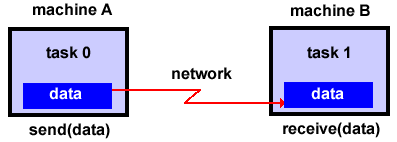 machine A
machine B
task 0
task 1
network
data
data
send(data)
receive(data)